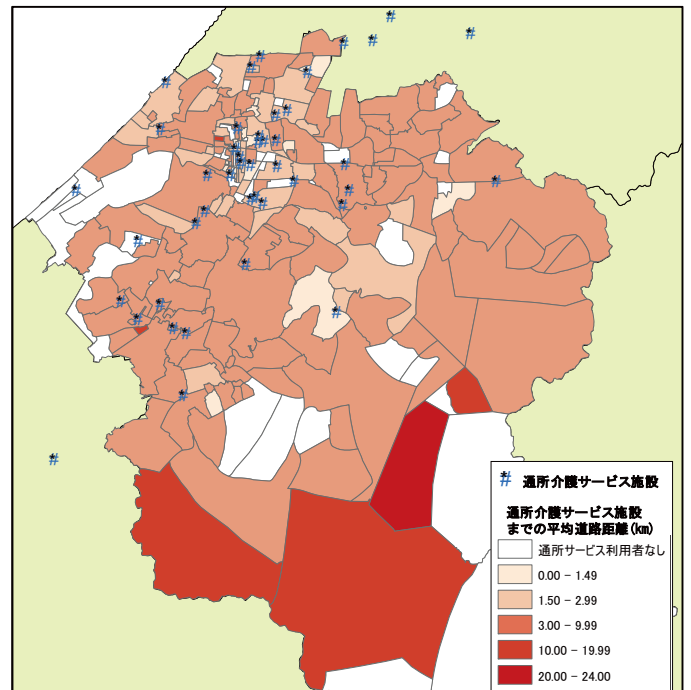 通所介護サービス施設
通所介護サービス施設
までの平均道路距離(km)
通所サービス利用者なし
0.00 - 1.49
1.50 - 2.99
3.00 - 9.99
10.00 - 19.99
20.00 - 24.00